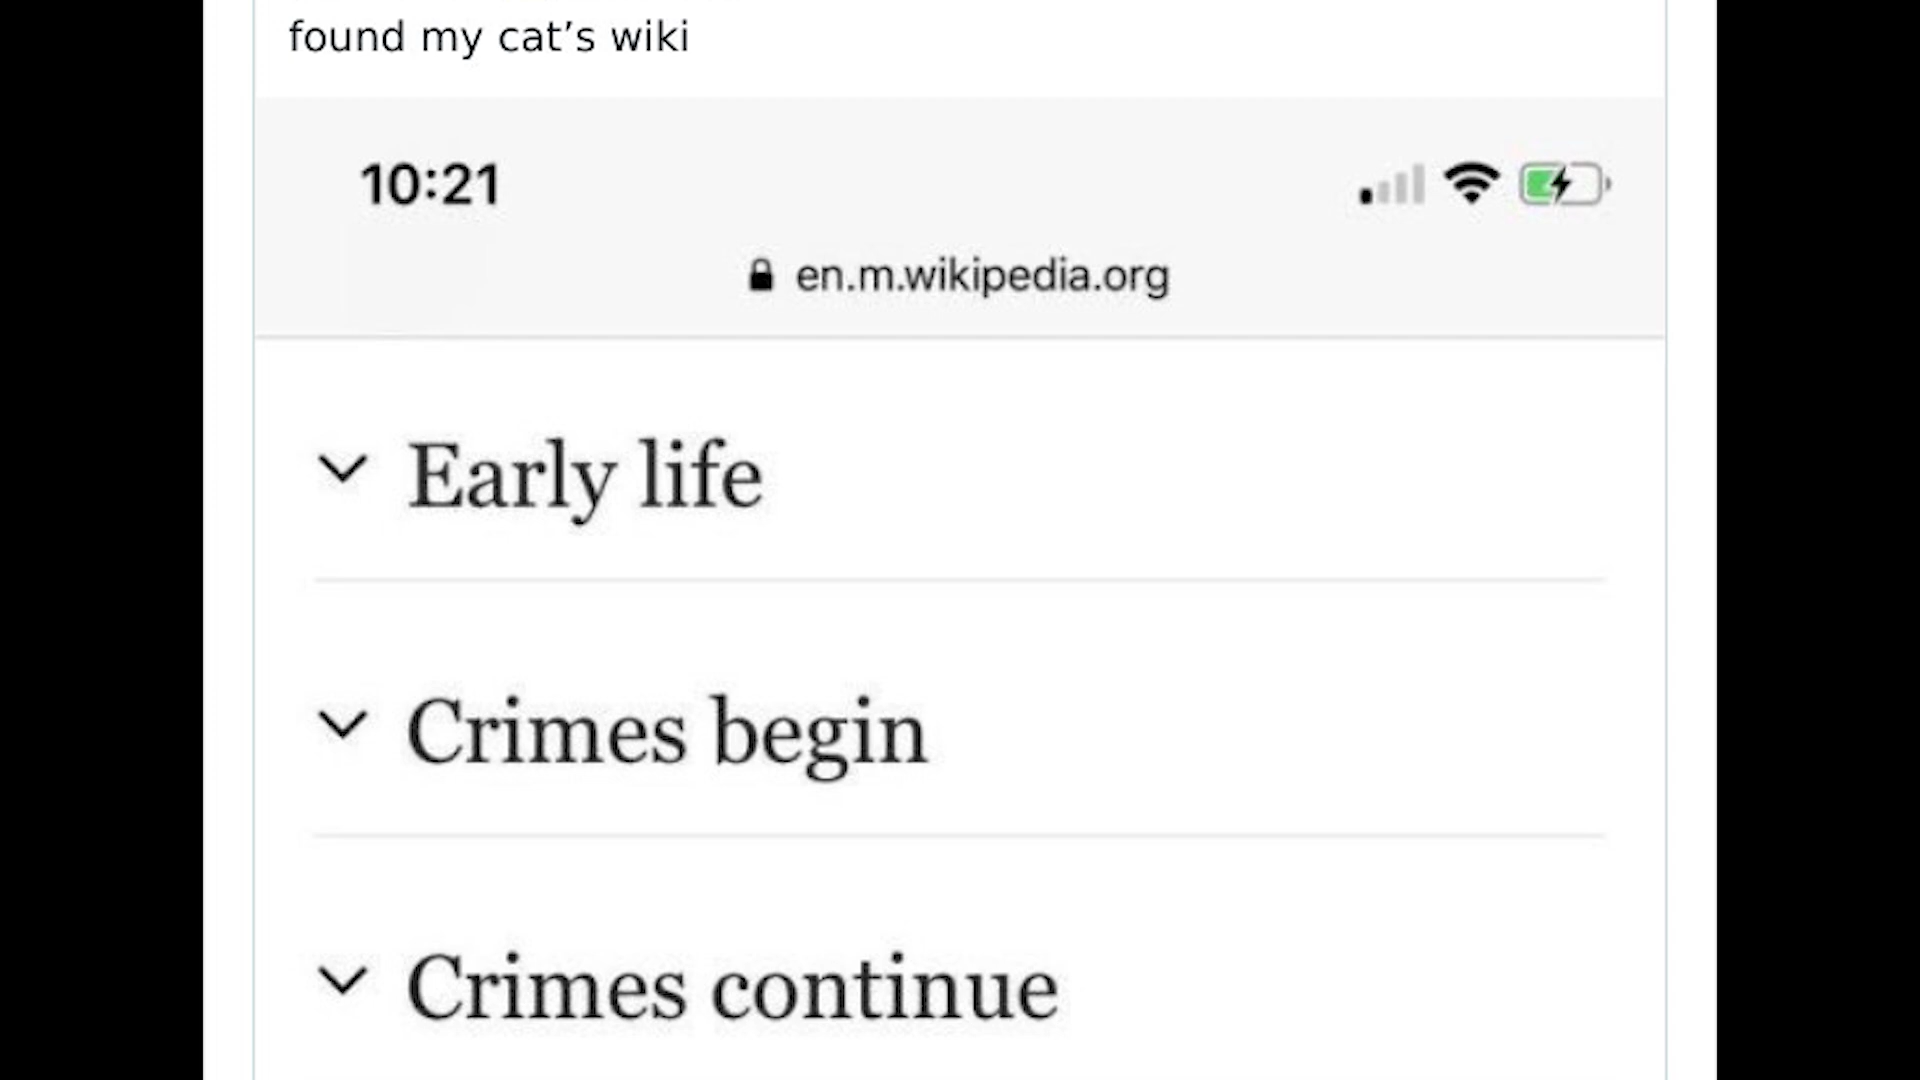 found my cat’s wiki
10:21
en.m.wikipedia.org
Early life
Crimes begin
Crimes continue